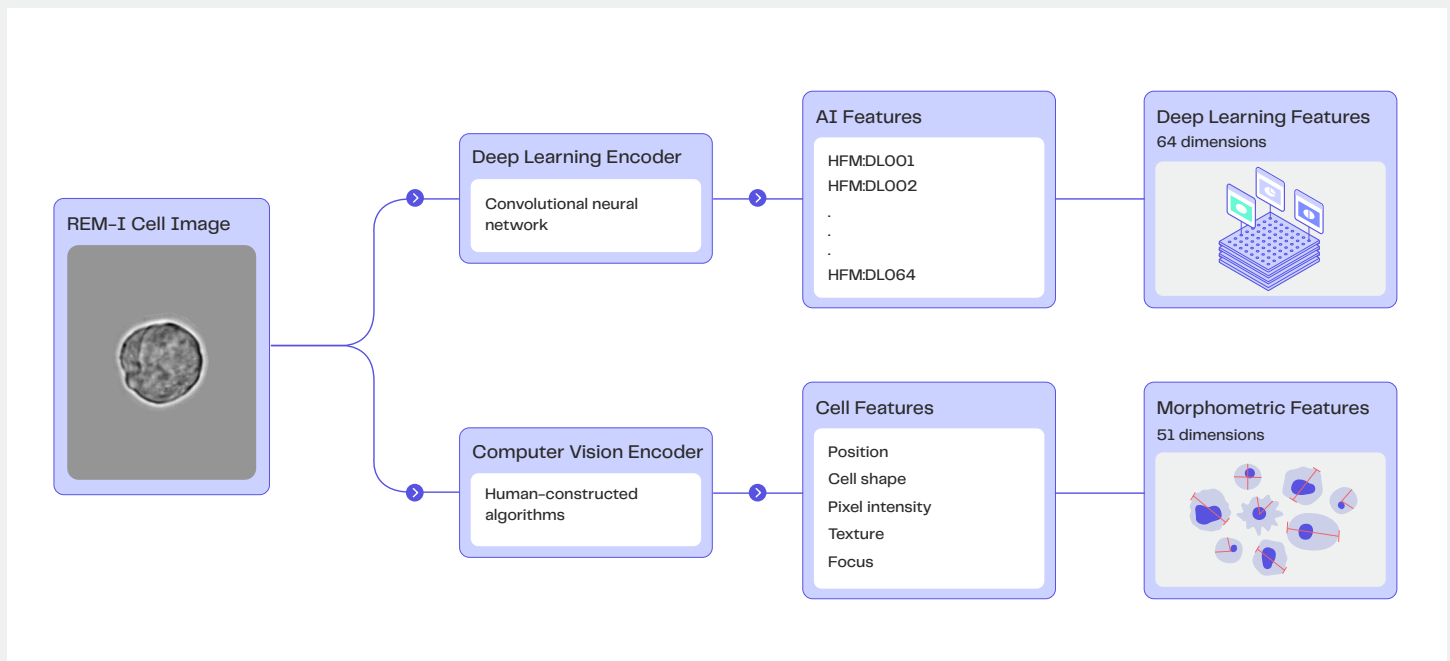 REM-I Cell Image
Deep Learning Encoder
Convolutional neural
network
AI Features
HFM:DL001
HFM:DL002
.
.
.
HFM:DL064
Deep Learning Features
64 dimensions
Computer Vision Encoder
Human-constructed
algorithms
Cell Features
Position
Cell shape
Pixel intensity
Texture
Focus
Morphometric Features
51 dimensions